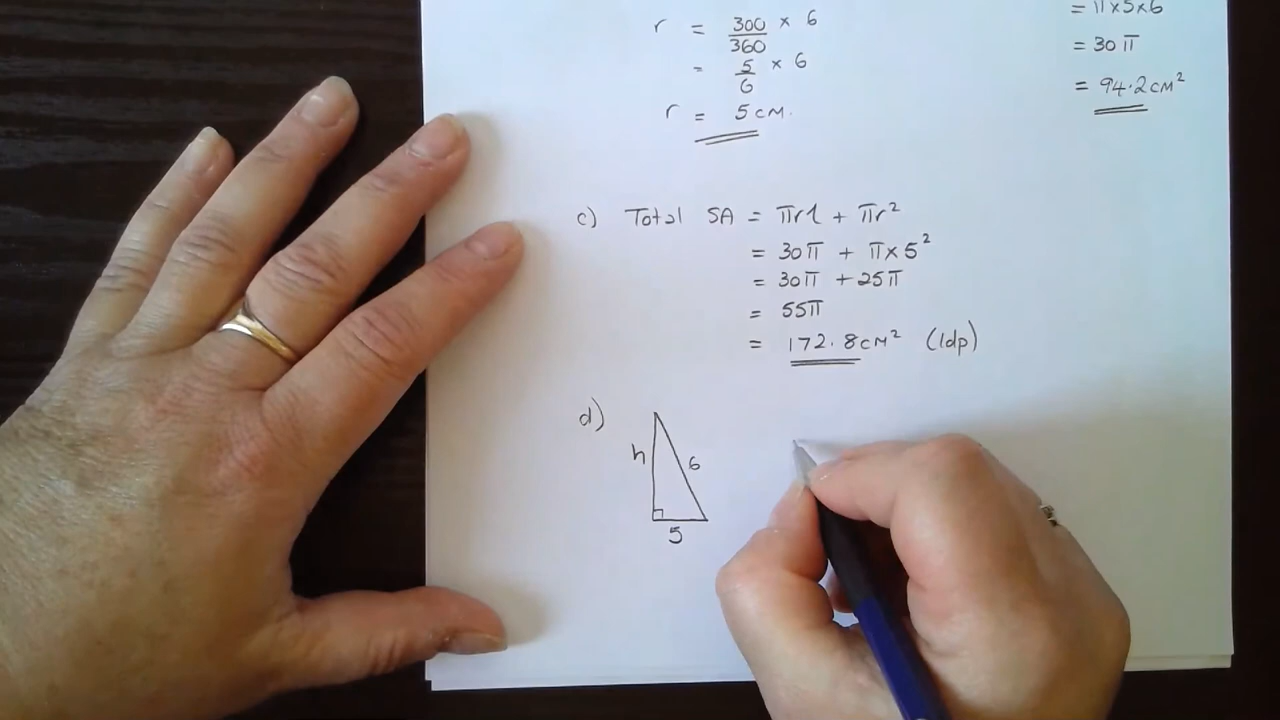 r = 300/360 × 6
= 5/6 × 6
r = 5cm.
= π×5×6
= 30π
= 94.2cm²
c) Total SA = πrl + πr²
= 30π + π×5²
= 30π + 25π
= 55π
= 172.8cm² (1dp)
d)
h
6
5